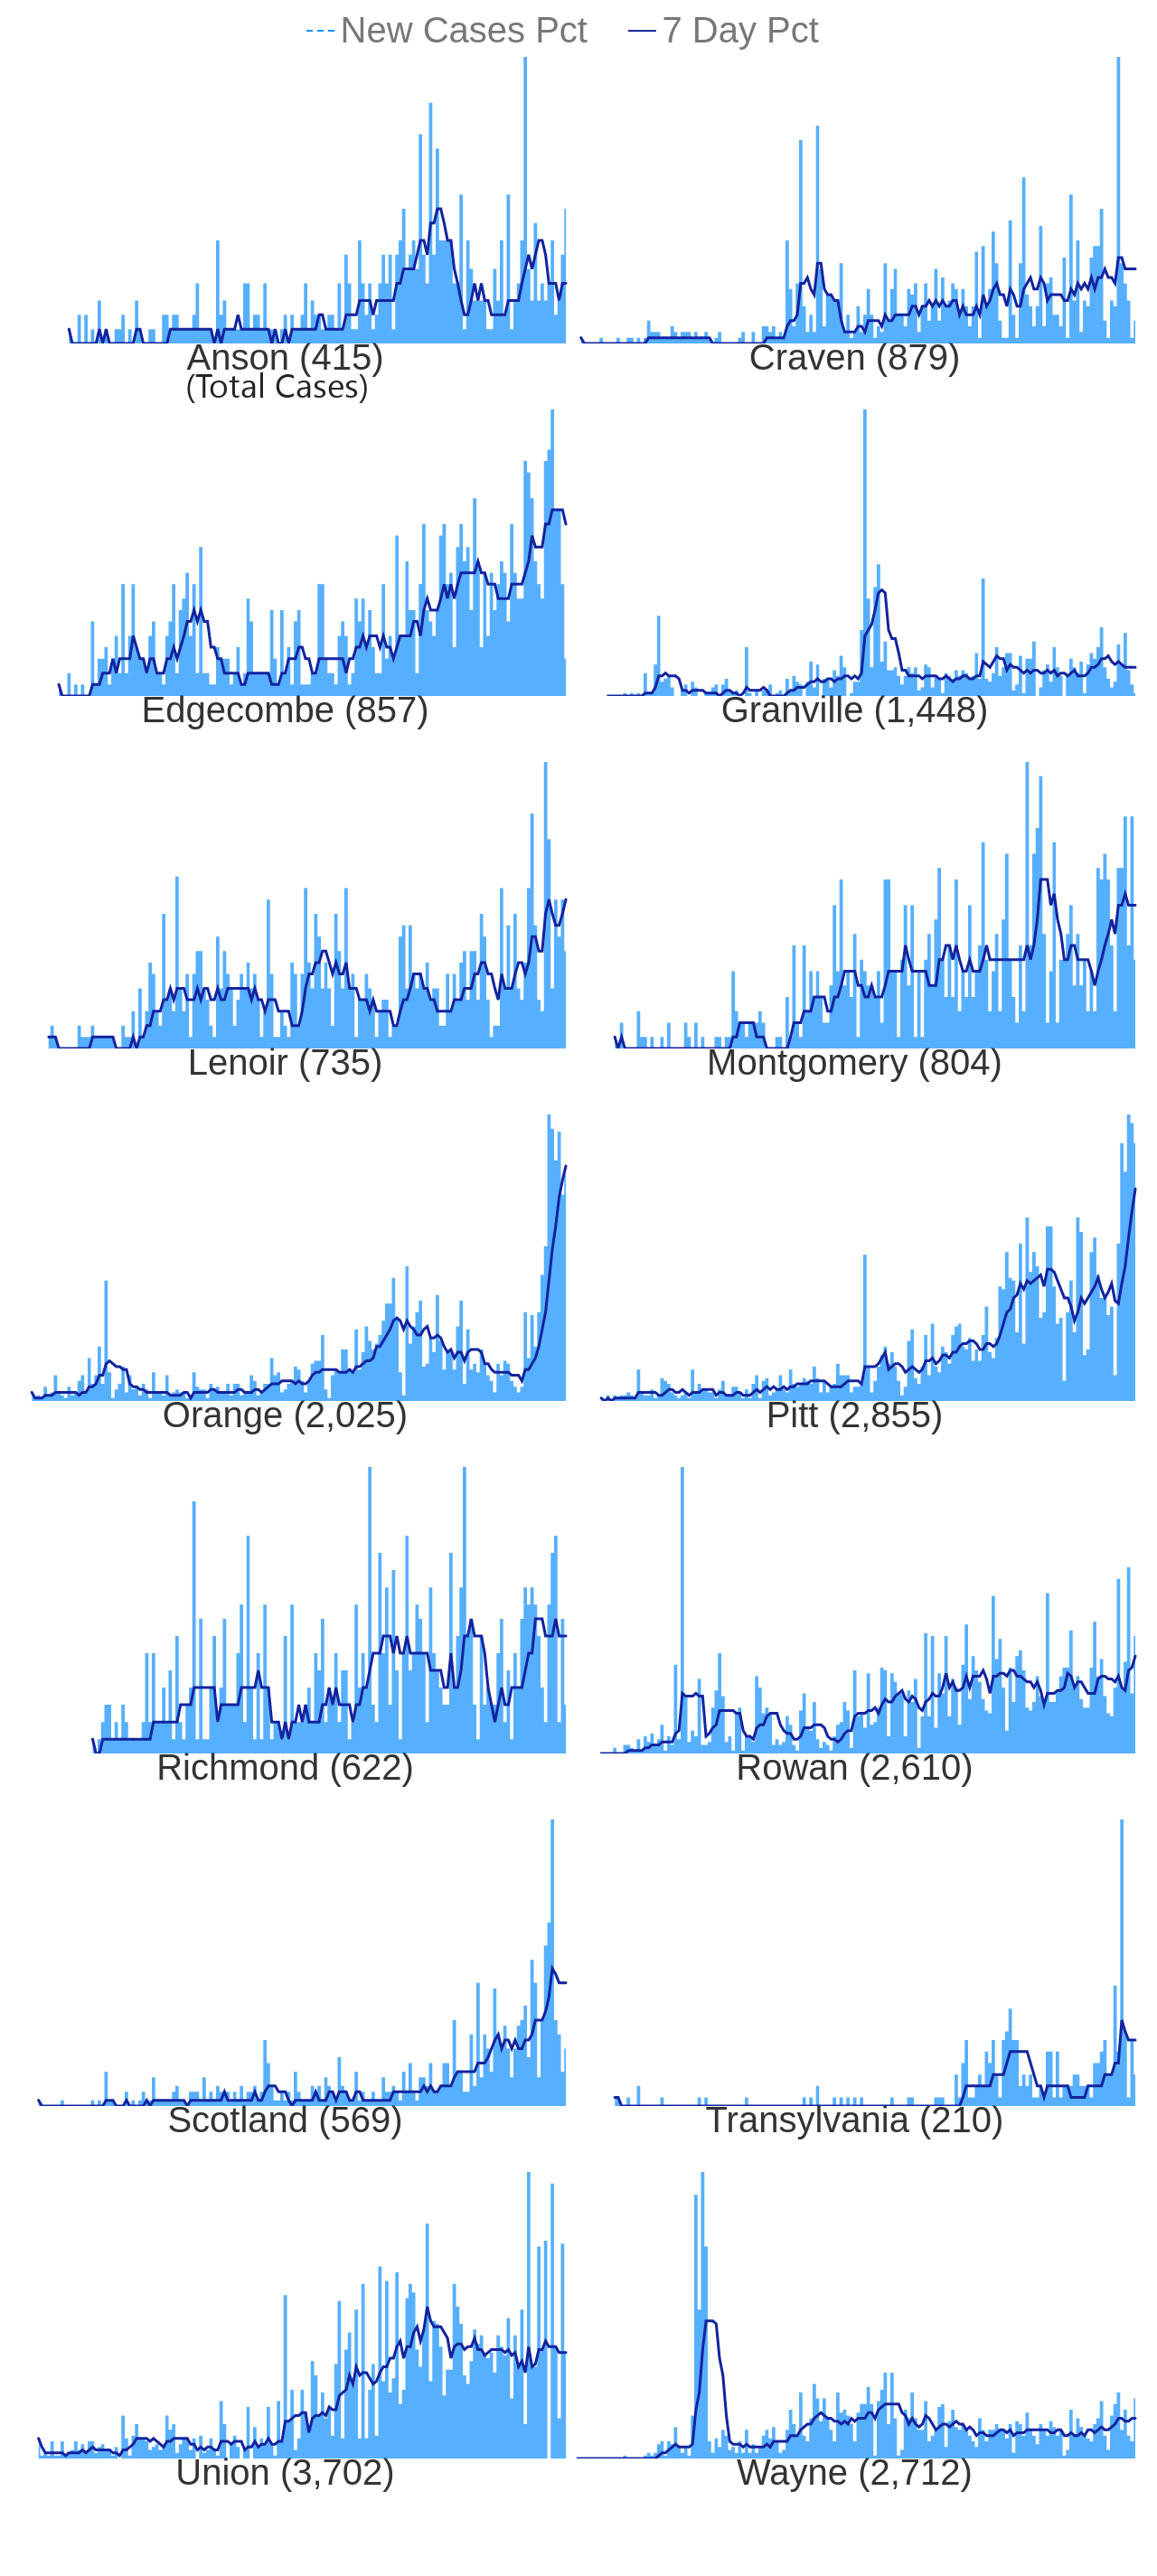 New Cases Pct 7 Day Pct
Anson (415) Craven (879)
(Total Cases)
Edgecombe (857) Granville (1,448)
Lenoir (735) Montgomery (804)
Orange (2,025) Pitt (2,855)
Richmond (622) Rowan (2,610)
Scotland (569) Transylvania (210)
Union (3,702) Wayne (2,712)